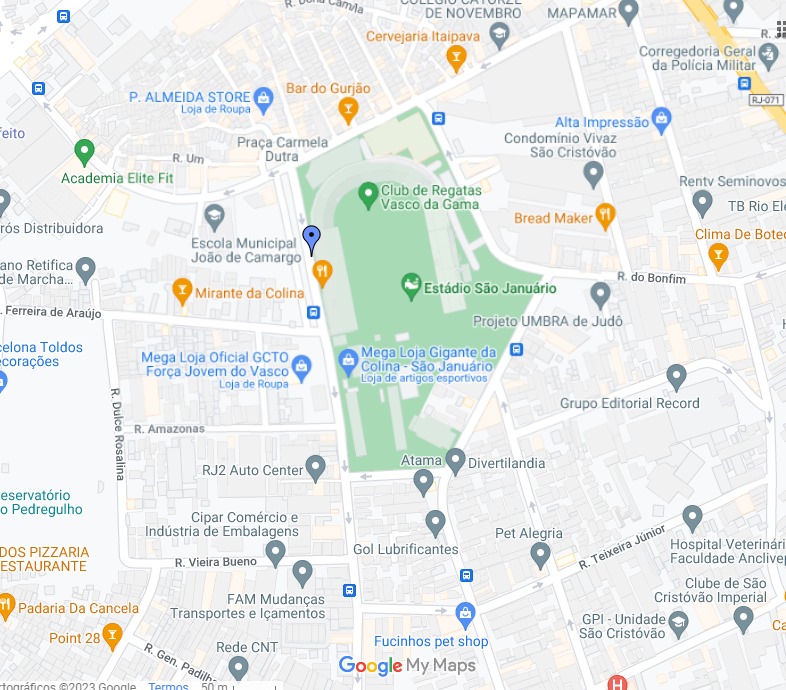 R. Dona Camila
COLÉGIO CATORZE
DE NOVEMBRO
MAPAMAR
Cervejaria Itaipava
Corregedoria Geral
da Polícia Militar
RJ-071
Bar do Gurjão
P. ALMEIDA STORE
Loja de Roupa
Alta Impressão
Condomínio Vivaz
São Cristóvão
Praça Carmela
Dutra
R. Um
Academia Elite Fit
Club de Regatas
Vasco da Gama
Rentv Seminovos
TB Rio Ele
Bread Maker
Clima De Botec
rós Distribuidora
Escola Municipal
João de Camargo
ano Retifica
de Marcha...
Mirante da Colina
Estádio São Januário
R. do Bonfim
. Ferreira de Araújo
Projeto UMBRA de Judô
celona Toldos
ecorações
Mega Loja Oficial GCTO
Força Jovem do Vasco
Loja de Roupa
Mega Loja Gigante da
Colina - São Januário
Loja de artigos esportivos
R. Dulce Rosalina
Grupo Editorial Record
R. Amazonas
RJ2 Auto Center
Atama
Divertilandia
eservatório
o Pedregulho
Cipar Comércio e
Indústria de Embalagens
Gol Lubrificantes
Pet Alegria
R. Teixeira Júnior
Hospital Veterinári
Faculdade Anclivep
DOS PIZZARIA
ESTAURANTE
R. Vieira Bueno
FAM Mudanças
Transportes e Içamentos
Clube de São
Cristóvão Imperial
Padaria Da Cancela
Point 28
GPI - Unidade
São Cristóvão
Fucinhos pet shop
Rede CNT
R. Gen. Padilha
Google My Maps
H
rtográficos ©2023 Google
Termos
50 m